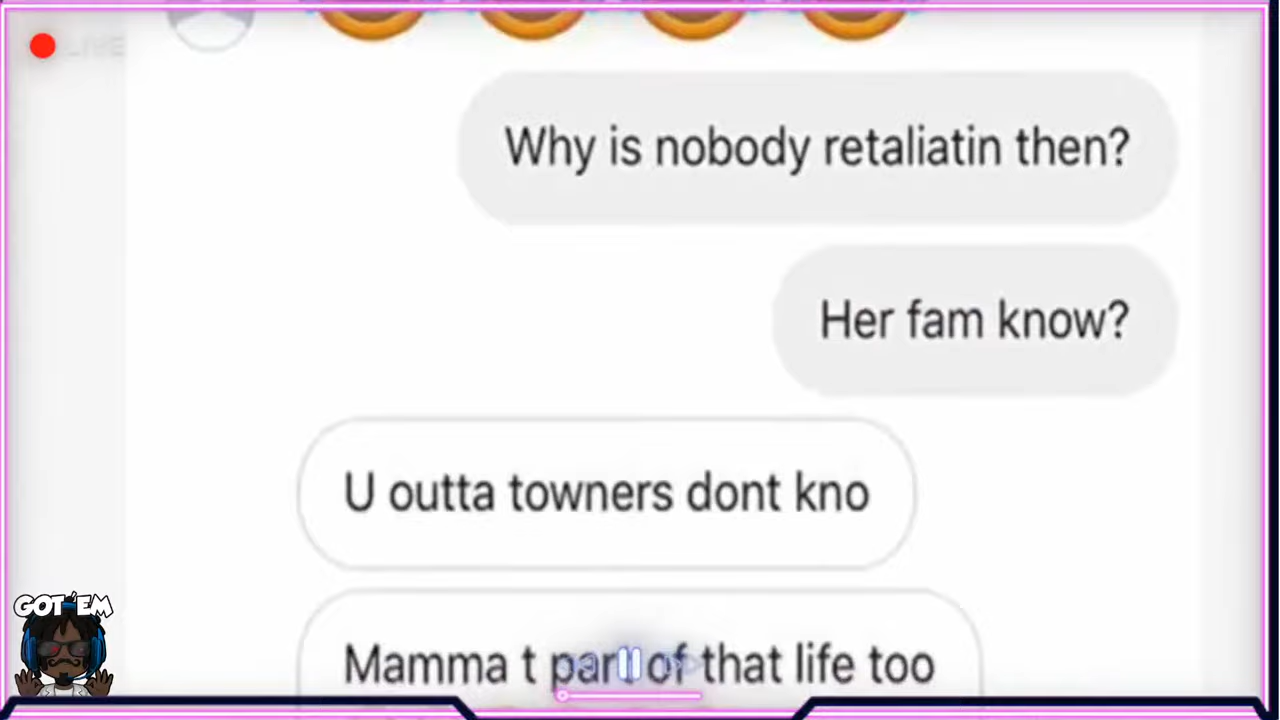 LIVE
Why is nobody retaliatin then?
Her fam know?
U outta towners dont kno
Mamma t part of that life too
GOT 'EM